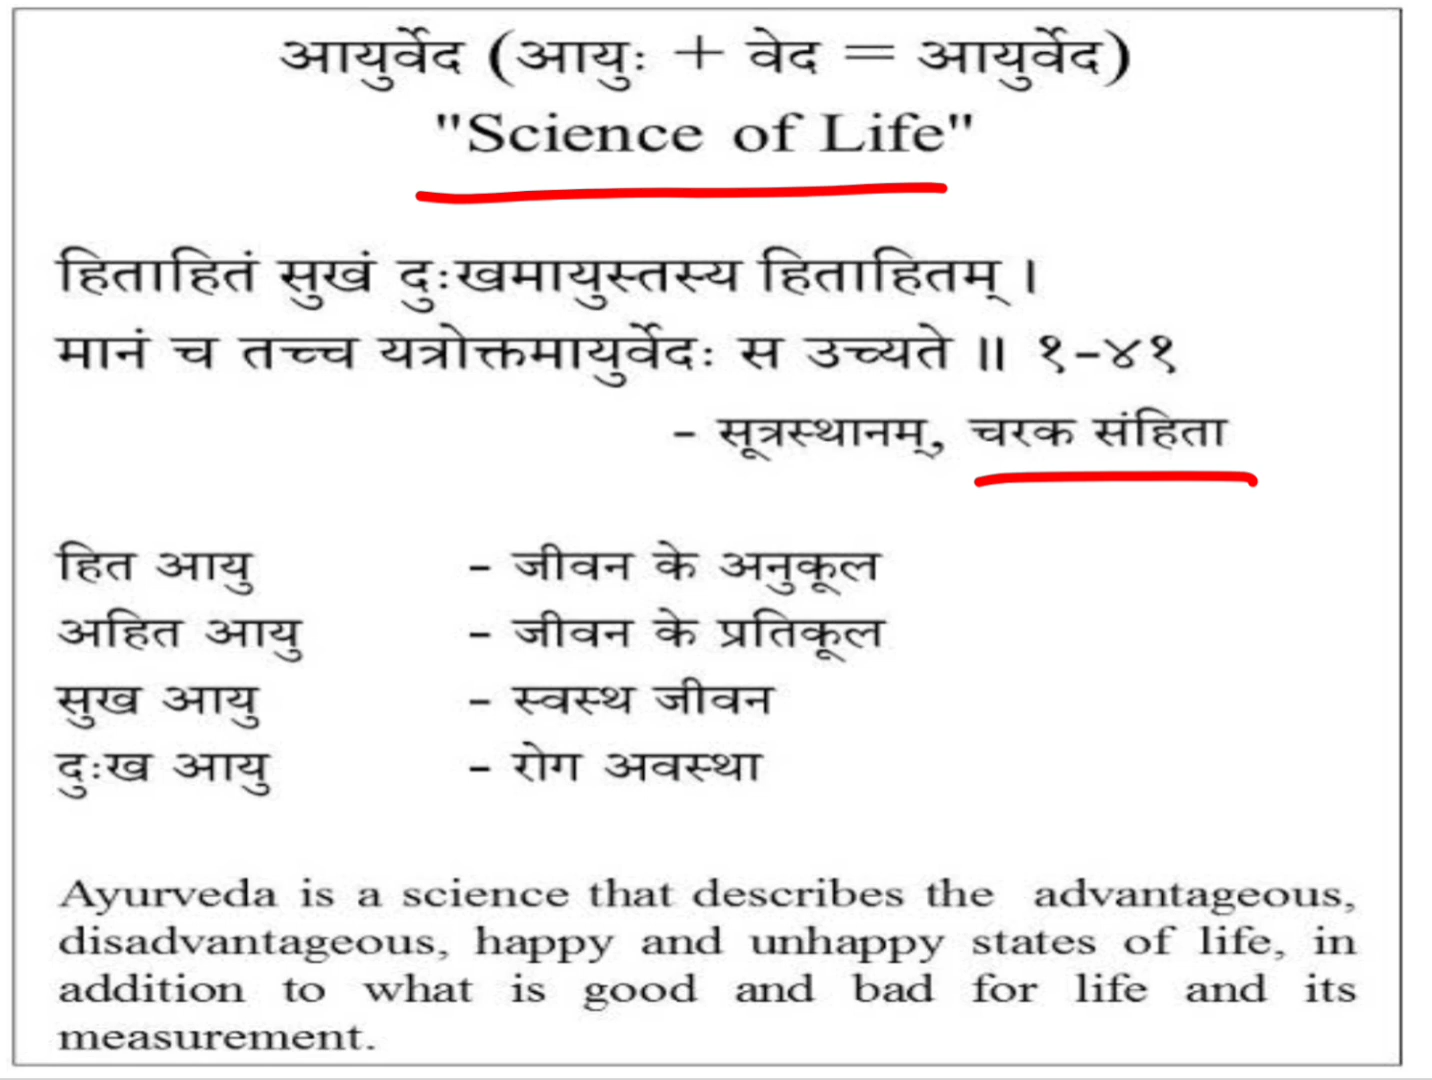 आयुर्वेद (आयुः + वेद = आयुर्वेद)
"Science of Life"
हिताहितं सुखं दुःखमायुस्तस्य हिताहितम् ।
मानं च तच्च यत्रोक्तमायुर्वेदः स उच्यते ॥ १-४१
- सूत्रस्थानम्, चरक संहिता
हित आयु - जीवन के अनुकूल
अहित आयु - जीवन के प्रतिकूल
सुख आयु - स्वस्थ जीवन
दुःख आयु - रोग अवस्था
Ayurveda is a science that describes the advantageous,
disadvantageous, happy and unhappy states of life, in
addition to what is good and bad for life and its
measurement.